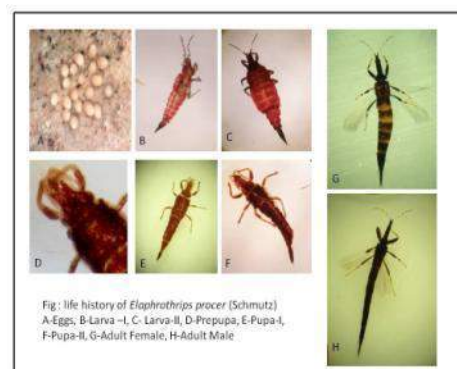 A
B
C
G
D
E
F
H
Fig : life history of Elaphrothrips procer (Schmutz)
A-Eggs, B-Larva –I, C- Larva-II, D-Prepupa, E-Pupa-I,
F-Pupa-II, G-Adult Female, H-Adult Male